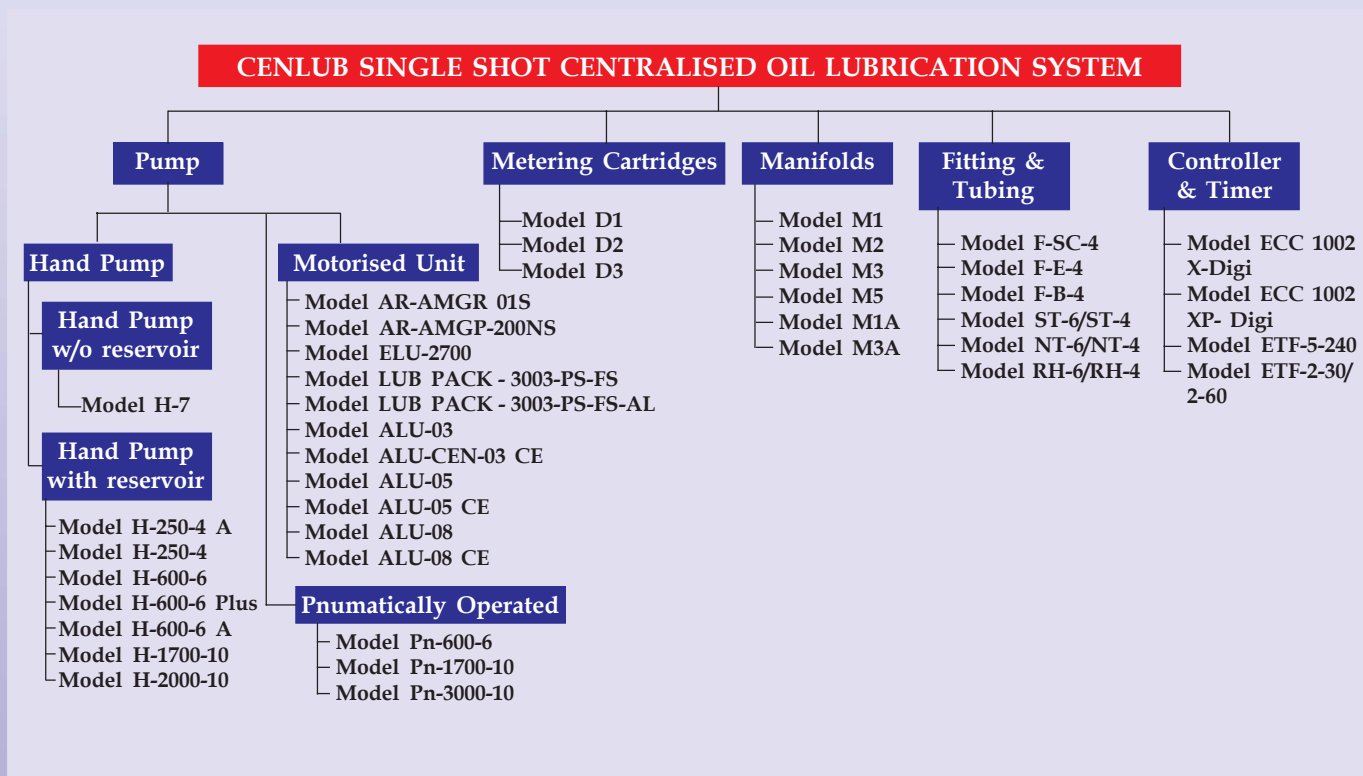 CENLUB SINGLE SHOT CENTRALISED OIL LUBRICATION SYSTEM
Pump
Hand Pump
Hand Pump
w/o reservoir
Model H-7
Hand Pump
with reservoir
Model H-250-4 A
Model H-250-4
Model H-600-6
Model H-600-6 Plus
Model H-600-6 A
Model H-1700-10
Model H-2000-10
Motorised Unit
Model AR-AMGR 01S
Model AR-AMGP-200NS
Model ELU-2700
Model LUB PACK - 3003-PS-FS
Model LUB PACK - 3003-PS-FS-AL
Model ALU-03
Model ALU-CEN-03 CE
Model ALU-05
Model ALU-05 CE
Model ALU-08
Model ALU-08 CE
Pnumatically Operated
Model Pn-600-6
Model Pn-1700-10
Model Pn-3000-10
Metering Cartridges
Model D1
Model D2
Model D3
Manifolds
Model M1
Model M2
Model M3
Model M5
Model M1A
Model M3A
Fitting &
Tubing
Model F-SC-4
Model F-E-4
Model F-B-4
Model ST-6/ST-4
Model NT-6/NT-4
Model RH-6/RH-4
Controller
& Timer
Model ECC 1002
X-Digi
Model ECC 1002
XP- Digi
Model ETF-5-240
Model ETF-2-30/
2-60